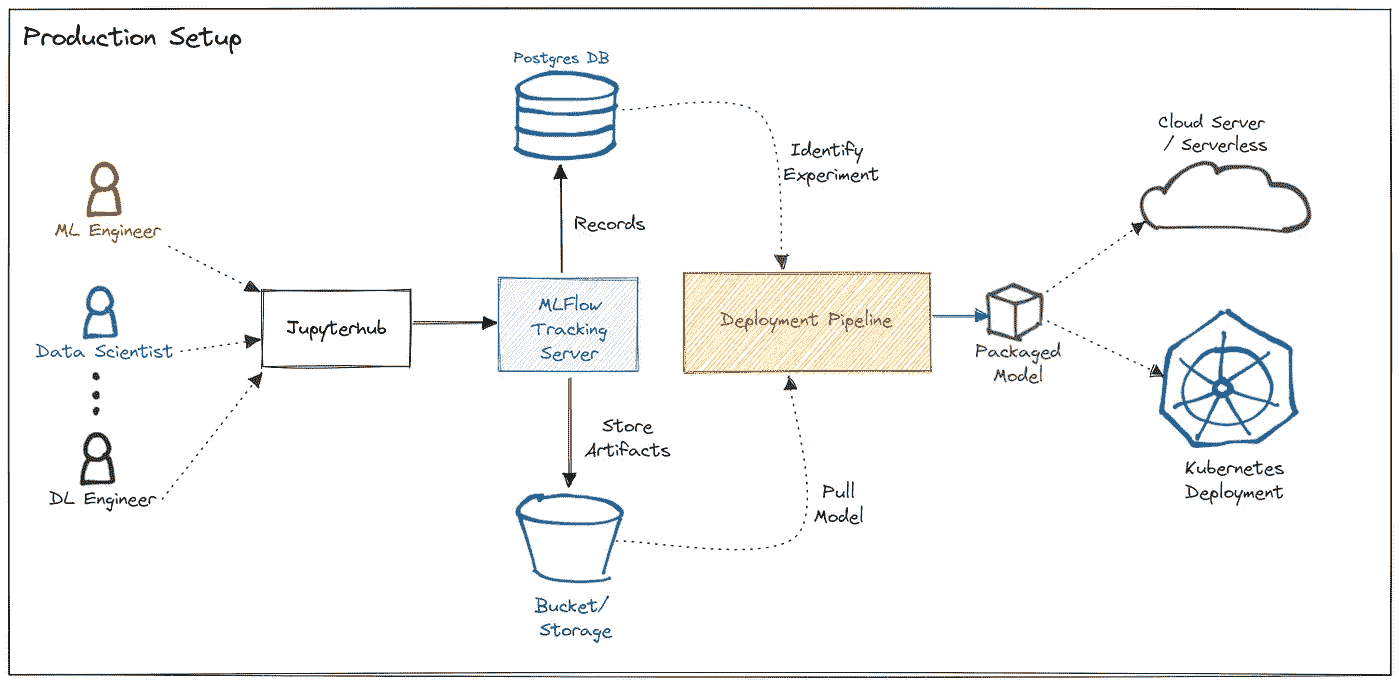 Production Setup
Postgres DB
Cloud Server
/ Serverless
Identify
Experiment
ML Engineer
Records
Data Scientist
Jupyterhub
MLFlow
Tracking
Server
Deployment Pipeline
Packaged
Model
Store
Artifacts
DL Engineer
Pull
Model
Kubernetes
Deployment
Bucket/
Storage